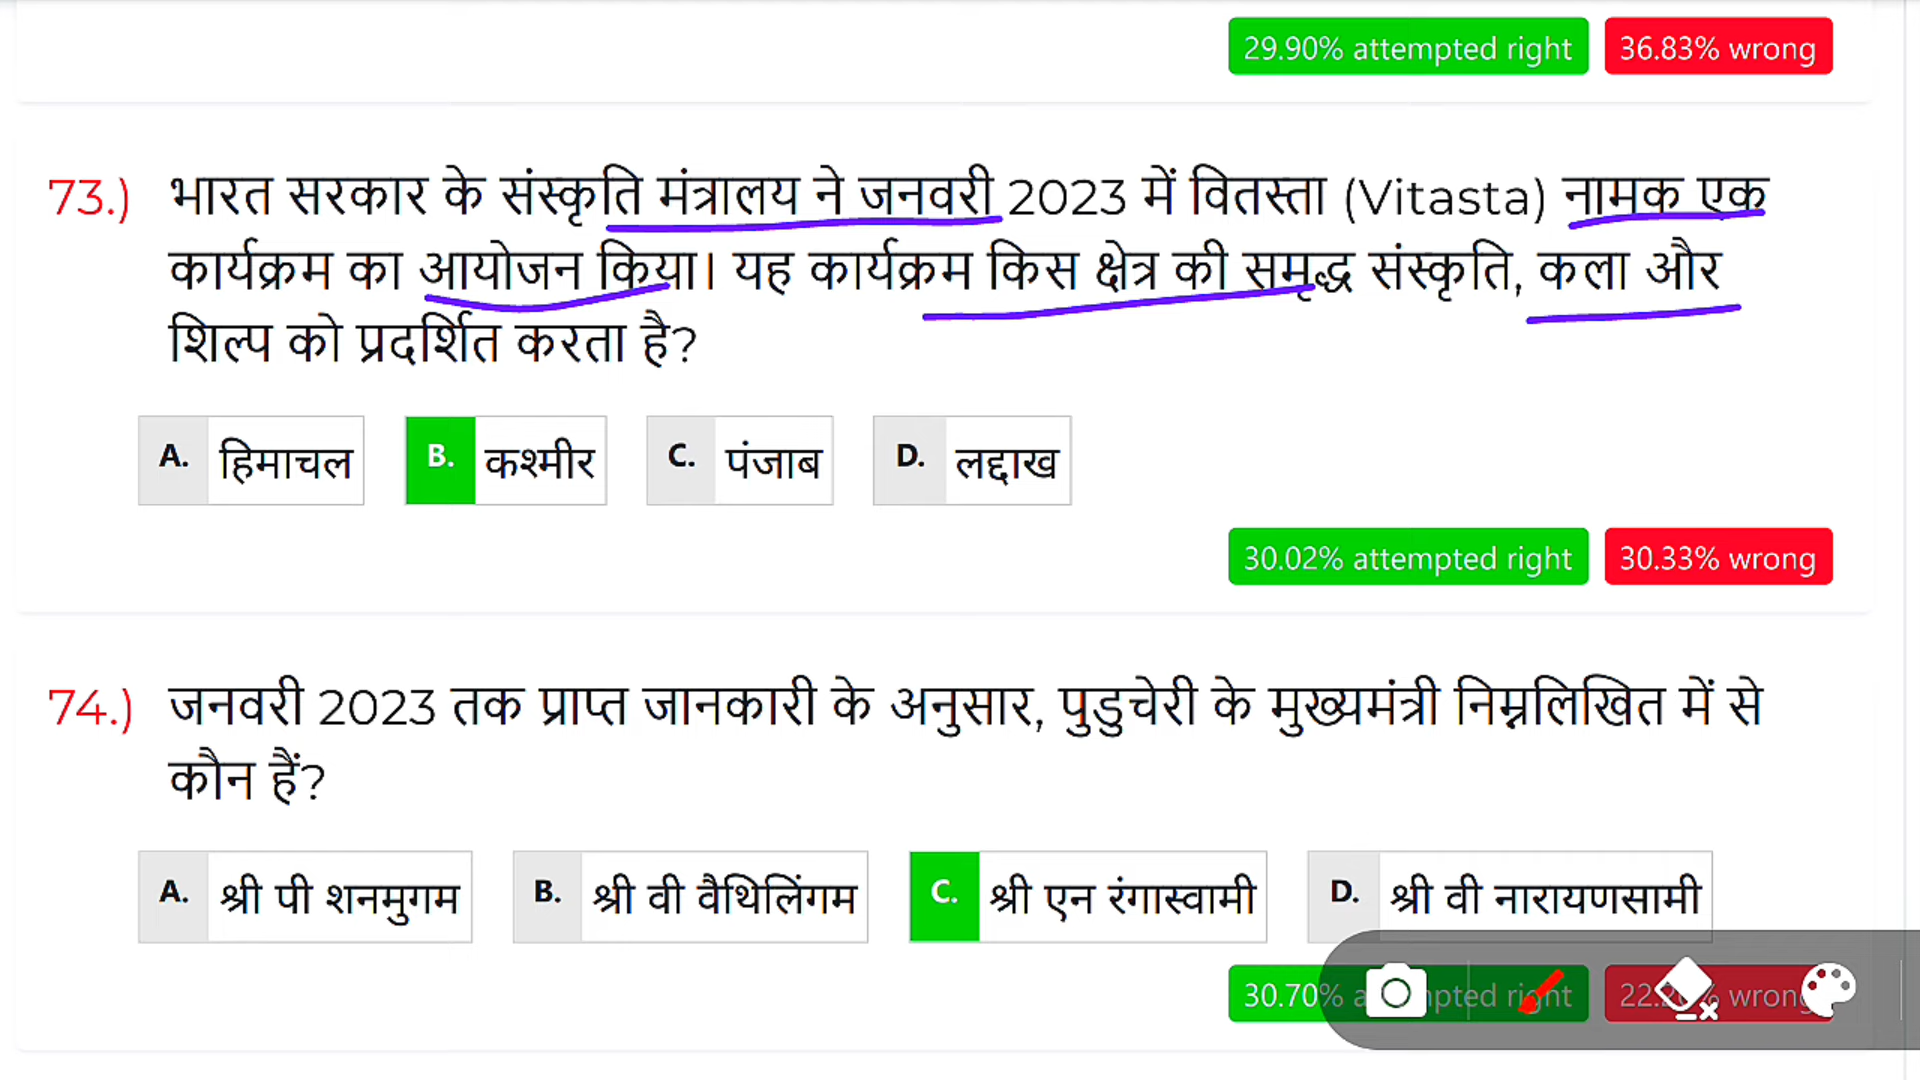 29.90% attempted right 36.83% wrong
73.) भारत सरकार के संस्कृति मंत्रालय ने जनवरी 2023 में वितस्ता (Vitasta) नामक एक
कार्यक्रम का आयोजन किया। यह कार्यक्रम किस क्षेत्र की समृद्ध संस्कृति, कला और
शिल्प को प्रदर्शित करता है?
A. हिमाचल B. कश्मीर C. पंजाब D. लद्दाख
30.02% attempted right 30.33% wrong
74.) जनवरी 2023 तक प्राप्त जानकारी के अनुसार, पुडुचेरी के मुख्यमंत्री निम्नलिखित में से
कौन हैं?
A. श्री पी शनमुगम B. श्री वी वैथिलिंगम C. श्री एन रंगास्वामी D. श्री वी नारायणसामी
30.70% right wrong